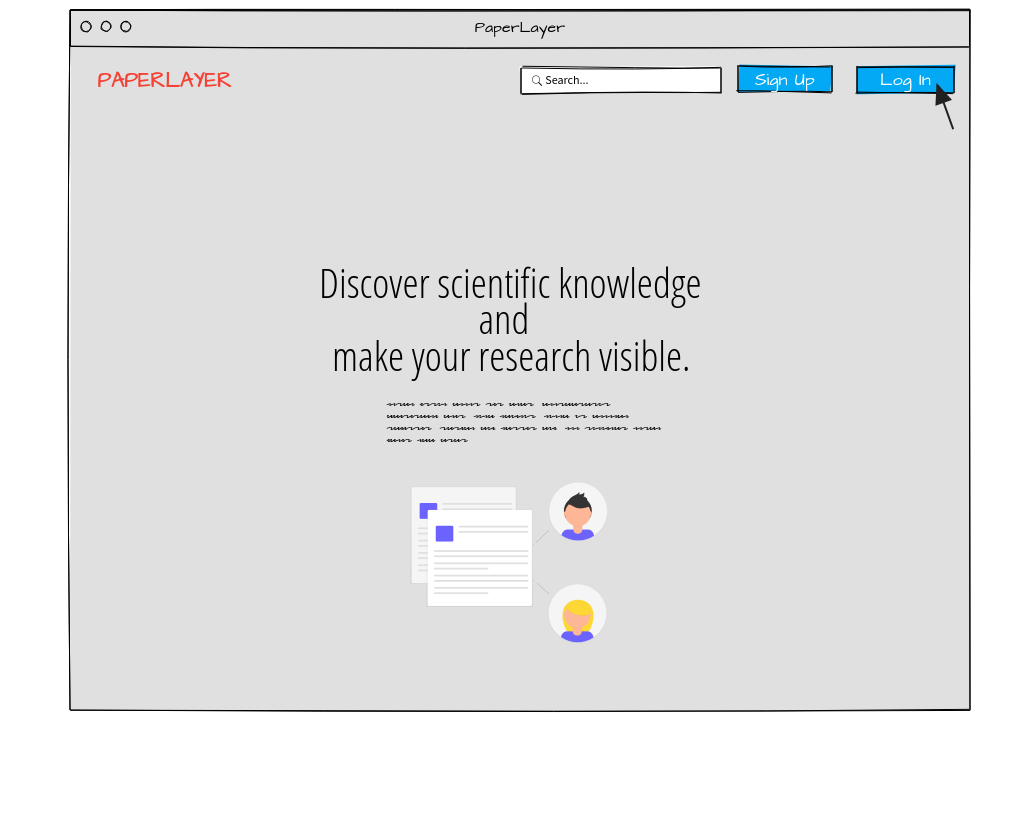 PaperLayer
PAPERLAYER
Search...
Sign Up
Log In
Discover scientific knowledge
and
make your research visible.